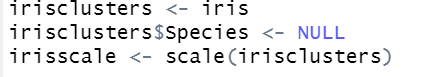 irisclusters <- iris
irisclusters$Species <- NULL
irisscale <- scale(irisclusters)